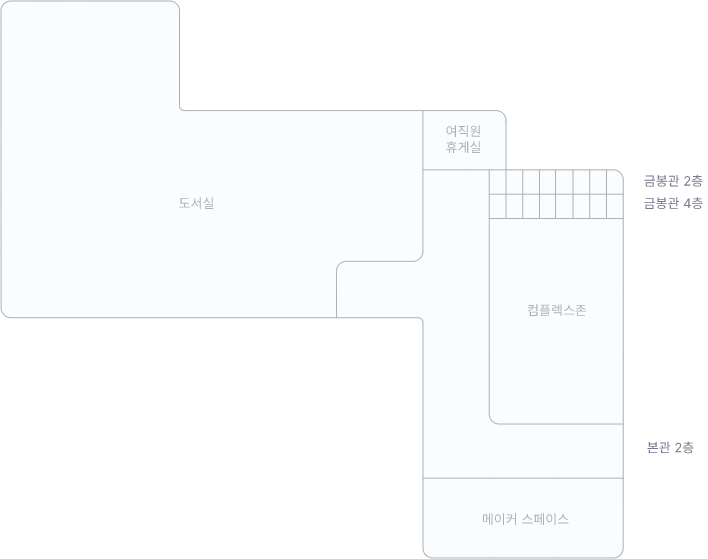 여직원
휴게실
금봉관 2층
도서실
금봉관 4층
컴플렉스존
본관 2층
메이커 스페이스